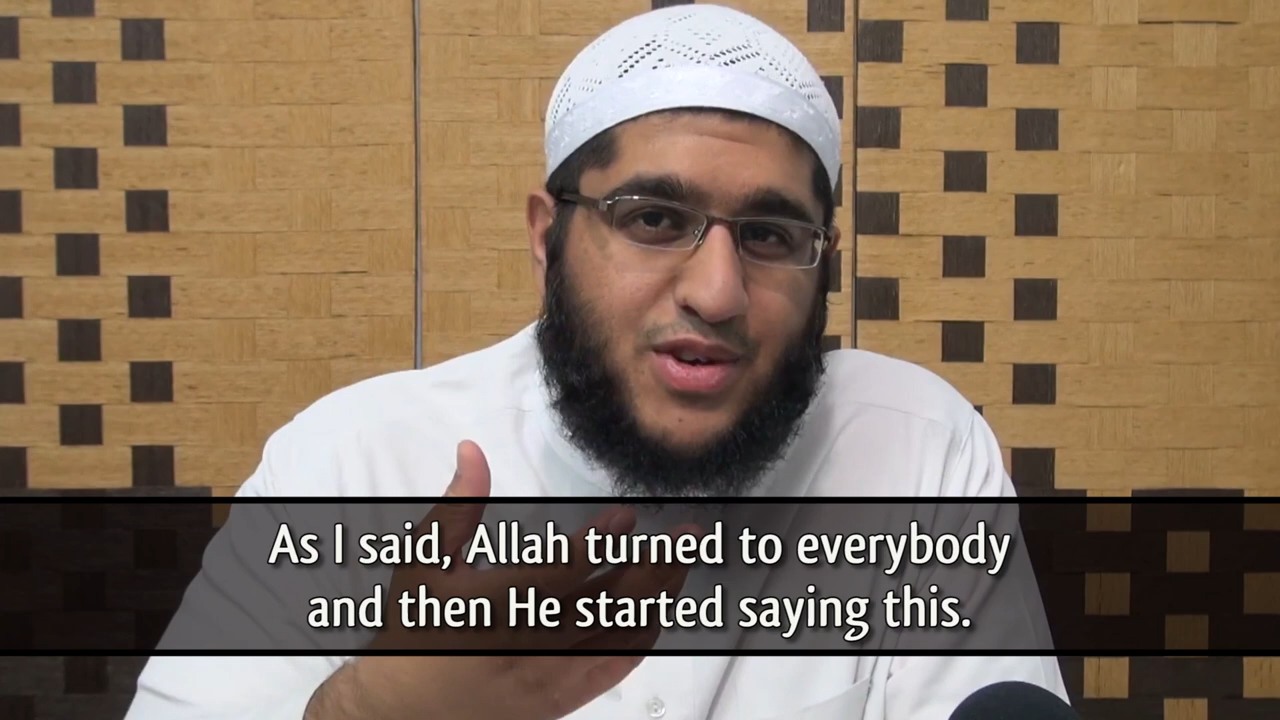 As I said, Allah turned to everybody
and then He started saying this.